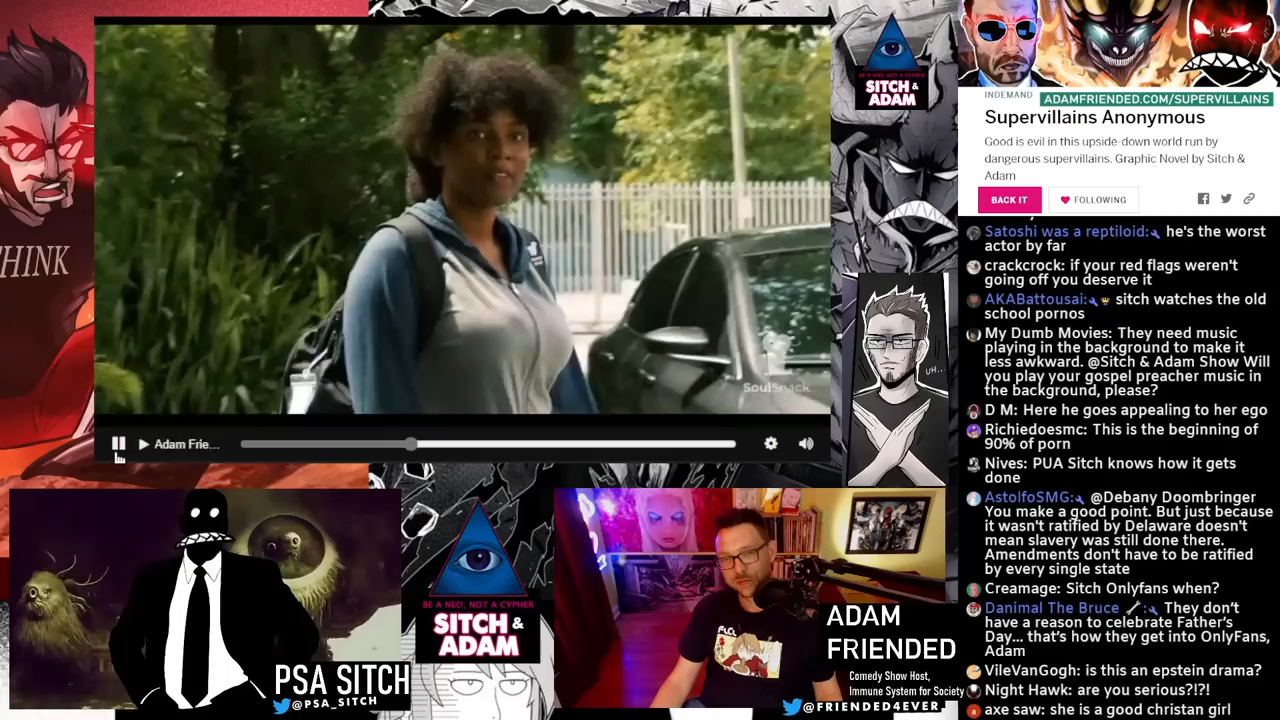 THINK
BE A NEO, NOT A CYPHER
SITCH &
ADAM
SoulSnack
Adam Frie...
UH...
BE A NEO, NOT A CYPHER
SITCH &
ADAM
PSA SITCH
@PSA_SITCH
FLCL
ADAM
FRIENDED
Comedy Show Host,
Immune System for Society
@FRIENDED4EVER
INDEMAND
ADAMFRIENDED.COM/SUPERVILLAINS
Supervillains Anonymous
Good is evil in this upside-down world run by
dangerous supervillains. Graphic Novel by Sitch &
Adam
BACK IT
FOLLOWING
Satoshi was a reptiloid: he's the worst
actor by far
crackcrock: if your red flags weren't
going off you deserve it
AKABattousai: sitch watches the old
school pornos
My Dumb Movies: They need music
playing in the background to make it
less awkward. @Sitch & Adam Show Will
you play your gospel preacher music in
the background, please?
D M: Here he goes appealing to her ego
Richiedoesmc: This is the beginning of
90% of porn
Nives: PUA Sitch knows how it gets
done
AstolfoSMG: @Debany Doombringer
You make a good point. But just because
it wasn't ratified by Delaware doesn't
mean slavery was still done there.
Amendments don't have to be ratified
by every single state
Creamage: Sitch Onlyfans when?
Danimal The Bruce: They don't
have a reason to celebrate Father's
Day... that's how they get into OnlyFans,
Adam
VileVanGogh: is this an epstein drama?
Night Hawk: are you serious?!?!
axe saw: she is a good christan girl